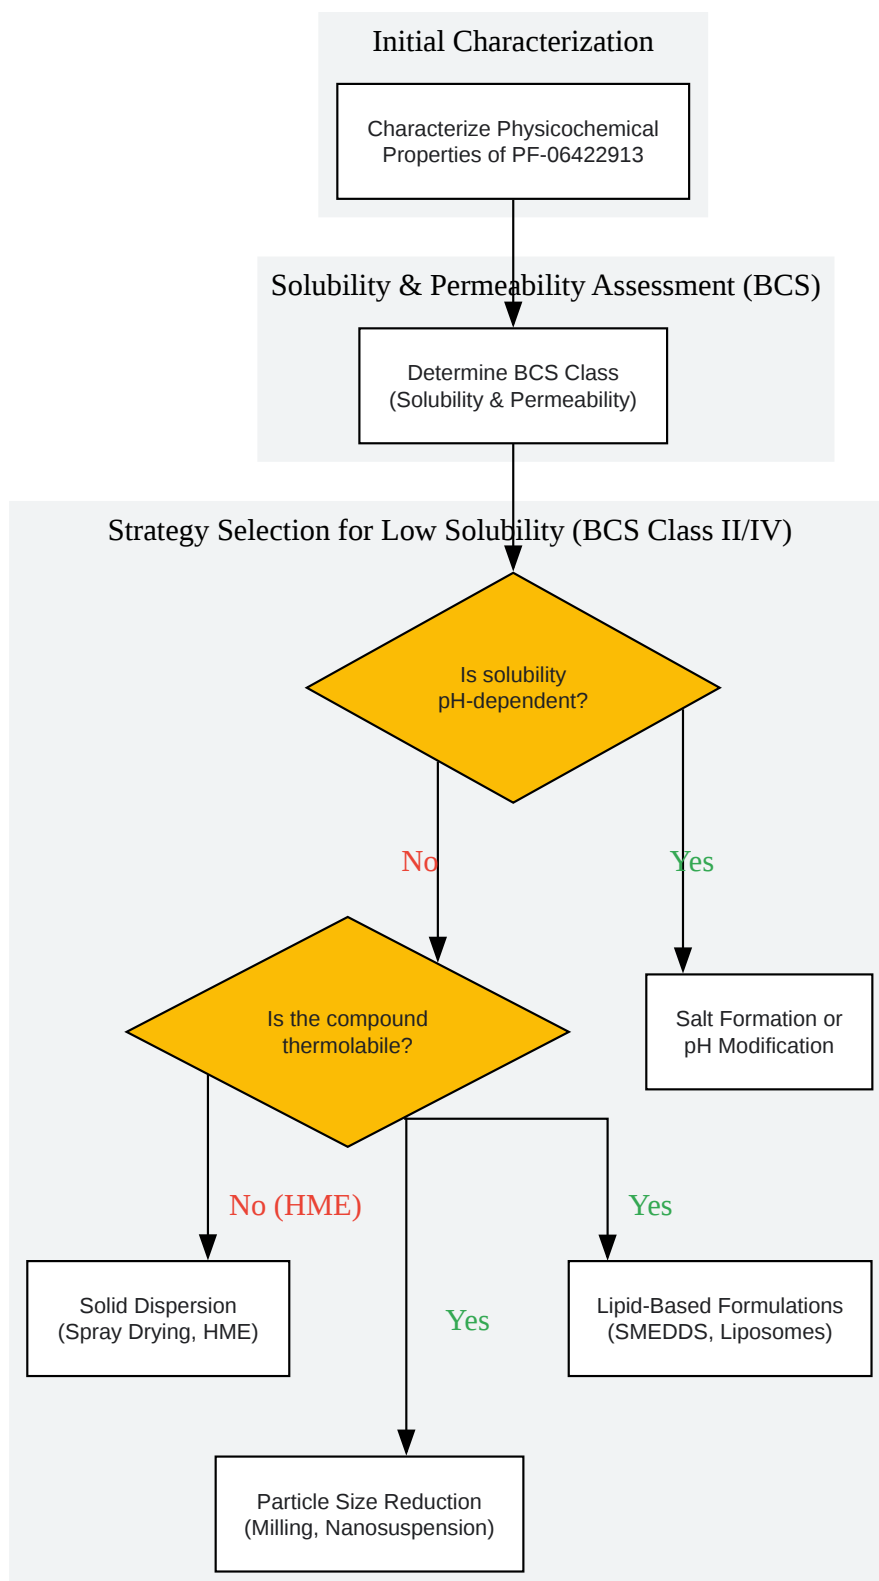 Initial Characterization
Characterize Physicochemical
Properties of PF-06422913
Solubility & Permeability Assessment (BCS)
Determine BCS Class
(Solubility & Permeability)
Strategy Selection for Low Solubility (BCS Class II/IV)
Is solubility
pH-dependent?
No
Yes
Is the compound
thermolabile?
Salt Formation or
pH Modification
No (HME)
Yes
Solid Dispersion
(Spray Drying, HME)
Yes
Lipid-Based Formulations
(SMEDDS, Liposomes)
Particle Size Reduction
(Milling, Nanosuspension)